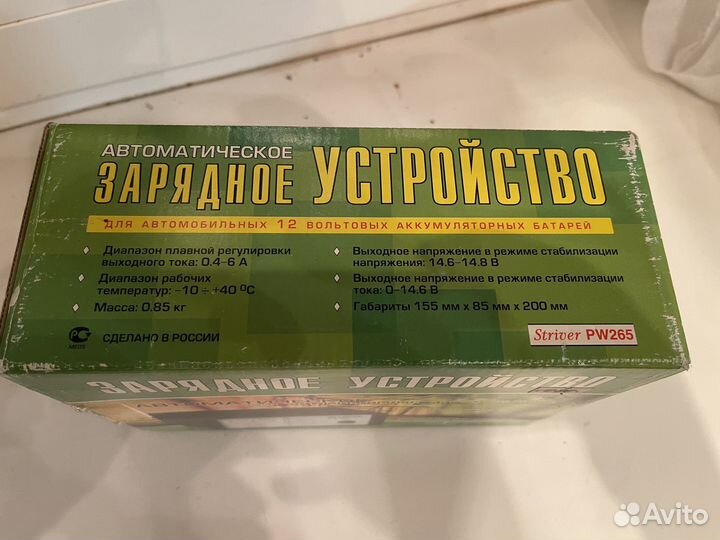 АВТОМАТИЧЕСКОЕ
ЗАРЯДНОЕ УСТРОЙСТВО
ДЛЯ АВТОМОБИЛЬНЫХ 12 ВОЛЬТОВЫХ АККУМУЛЯТОРНЫХ БАТАРЕЙ
Диапазон плавной регулировки
выходного тока: 0.4–6 А
Диапазон рабочих
температур: –10 ÷ +40 ⁰С
Масса: 0.85 кг
Выходное напряжение в режиме стабилизации
напряжения: 14.6–14.8 В
Выходное напряжение в режиме стабилизации
тока: 0–14.6 В
Габариты 155 мм х 85 мм х 200 мм
РСТ
МЕ05
СДЕЛАНО В РОССИИ
Striver PW265
ЗАРЯДНОЕ УСТРОЙСТВО
Avito